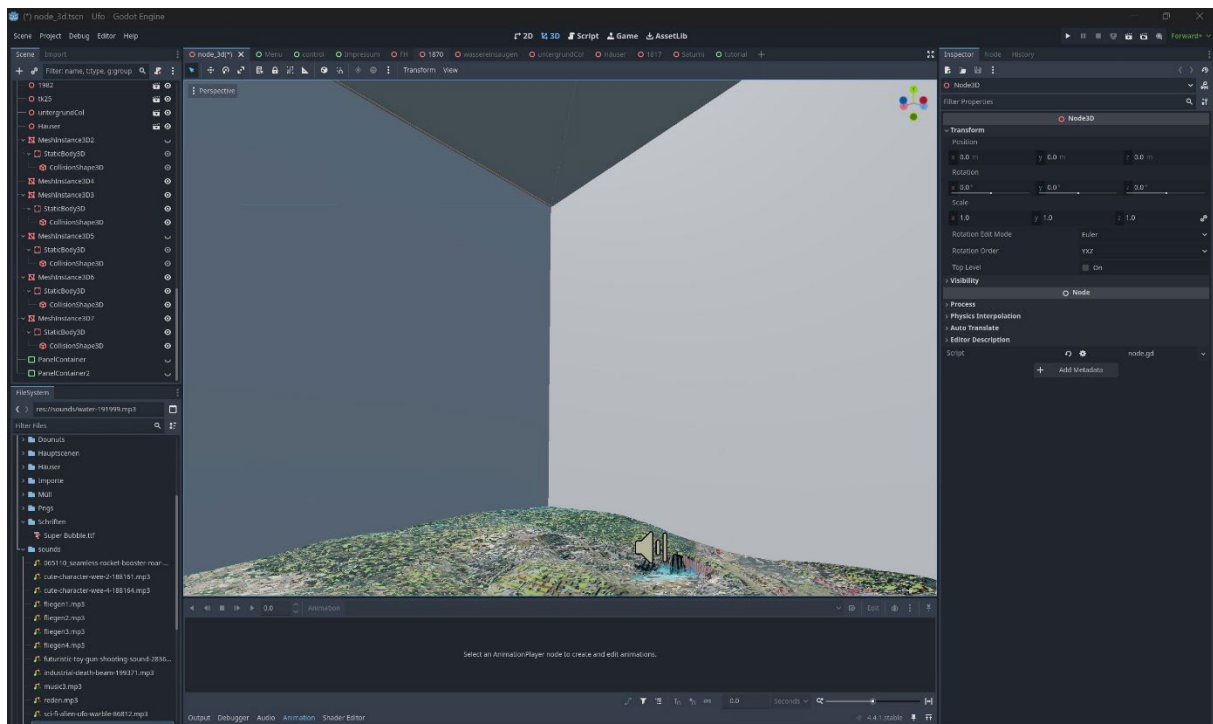 (*) node_3d.tscn - Ufo - Godot Engine
Scene Project Debug Editor Help
2D 3D Script Game AssetLib
Forward+
Scene Import
node_3d(*) Menu control Impressum FH 1870 wassereinsaugen untergrundCol Häuser 1817 Saturni tutorial
Inspector Node History
Filter: name, t:type, g:group
Transform View
1982
tk25
untergrundCol
Häuser
MeshInstance3D2
StaticBody3D
CollisionShape3D
MeshInstance3D4
MeshInstance3D3
StaticBody3D
CollisionShape3D
MeshInstance3D5
StaticBody3D
CollisionShape3D
MeshInstance3D6
StaticBody3D
CollisionShape3D
MeshInstance3D7
StaticBody3D
CollisionShape3D
PanelContainer
PanelContainer2
FileSystem
res://sounds/water-191999.mp3
Filter Files
Dounuts
Hauptscenen
Häuser
Importe
Müll
Pngs
Schriften
Super Bubble.ttf
sounds
065110_seamless-rocket-booster-roar-...
cute-character-wee-2-188161.mp3
cute-character-wee-4-188164.mp3
fliegen1.mp3
fliegen2.mp3
fliegen3.mp3
fliegen4.mp3
futuristic-toy-gun-shooting-sound-2836...
industrial-death-beam-199371.mp3
music3.mp3
reden.mp3
sci-fi-alien-ufo-warble-86812.mp3
Perspective
Y
0.0 Animation
Edit
Select an AnimationPlayer node to create and edit animations.
0.0 Seconds
Output Debugger Audio Animation Shader Editor
4.4.1.stable
Node3D
Filter Properties
Node3D
Transform
Position
x 0.0 m y 0.0 m z 0.0 m
Rotation
x 0.0 ° y 0.0 ° z 0.0 °
Scale
x 1.0 y 1.0 z 1.0
Rotation Edit Mode Euler
Rotation Order YXZ
Top Level On
Visibility
Node
Process
Physics Interpolation
Auto Translate
Editor Description
Script node.gd
Add Metadata